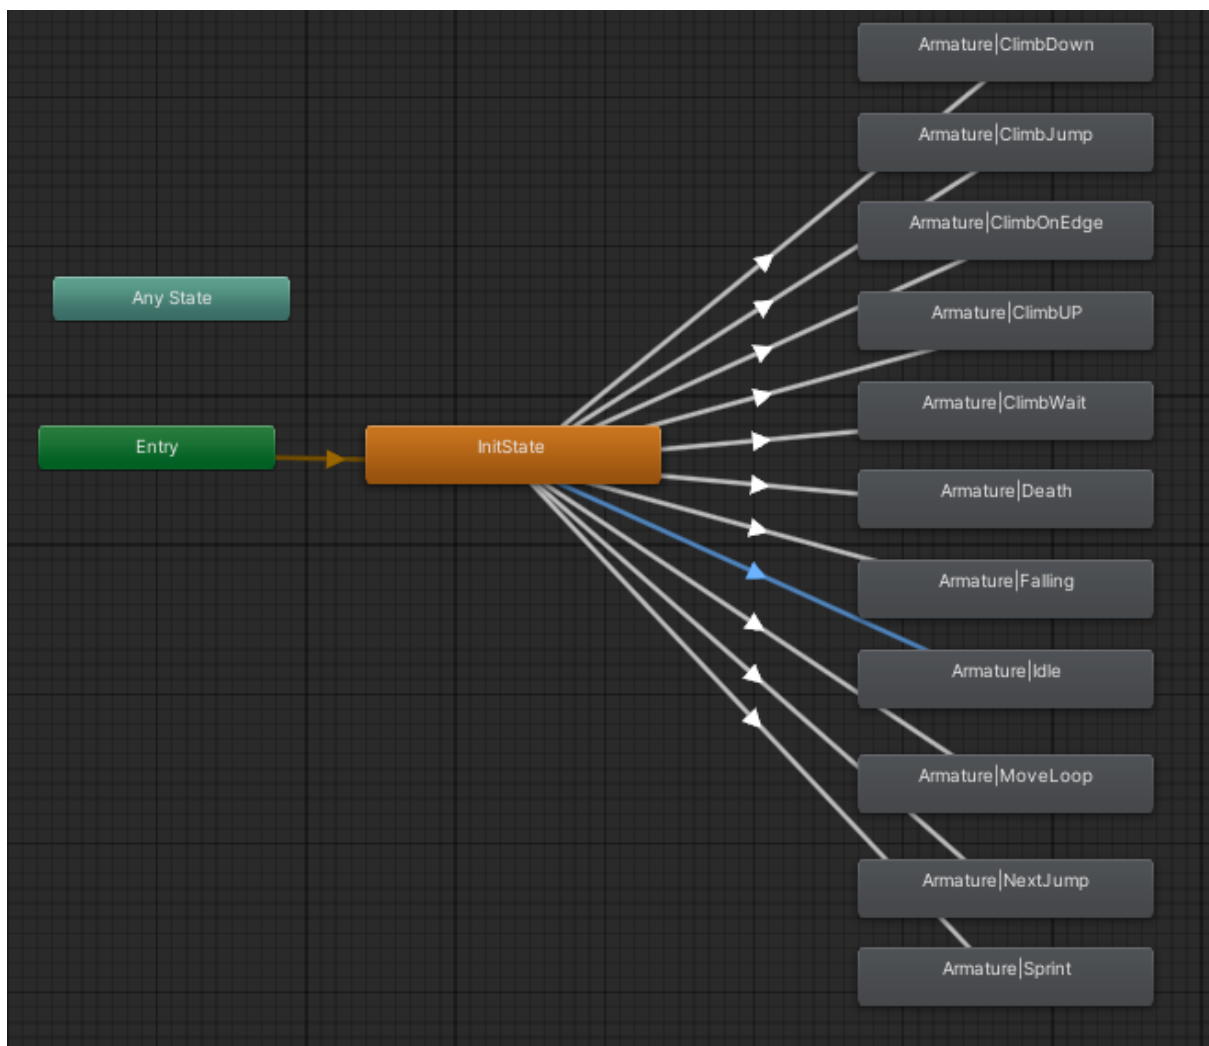 Armature|ClimbDown
Armature|ClimbJump
Armature|ClimbOnEdge
Any State
Armature|ClimbUP
Armature|ClimbWait
Entry
InitState
Armature|Death
Armature|Falling
Armature|Idle
Armature|MoveLoop
Armature|NextJump
Armature|Sprint